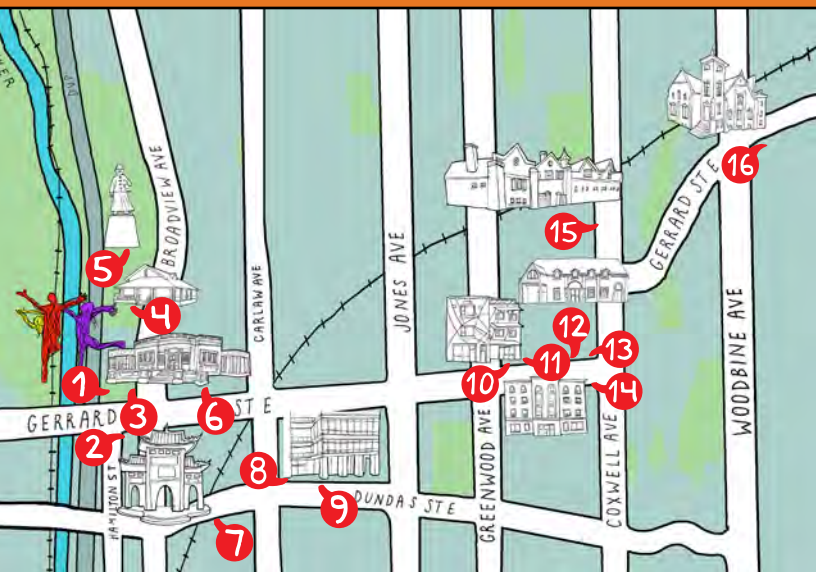 DVP
BROADVIEW AVE
CARLAW AVE
JONES AVE
GERRARD ST E
WOODBINE AVE
16
15
5
4
12
13
11
1
10
14
3
6
GERRARD ST E
2
8
9
DUNDAS ST E
HAMILTON ST
GREENWOOD AVE
COXWELL AVE
7